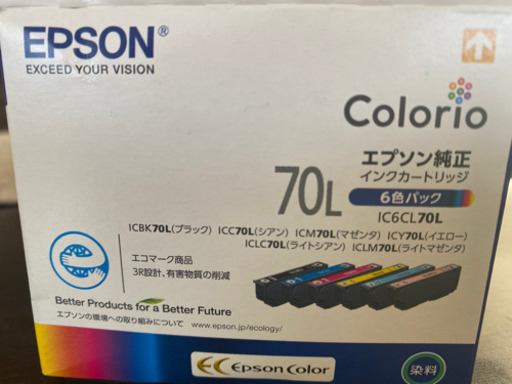 EPSON®
EXCEED YOUR VISION
Colorio
エプソン純正
インクカートリッジ
70L
6色パック
IC6CL70L
ICBK70L(ブラック) ICC70L(シアン) ICM70L(マゼンタ) ICY70L(イエロー)
ICLC70L(ライトシアン) ICLM70L(ライトマゼンタ)
エコマーク商品
3R設計、有害物質の削減
Better Products for a Better Future
エプソンの環境への取り組みについて www.epson.jp/ecology/
EC EPSON COLOR
染料